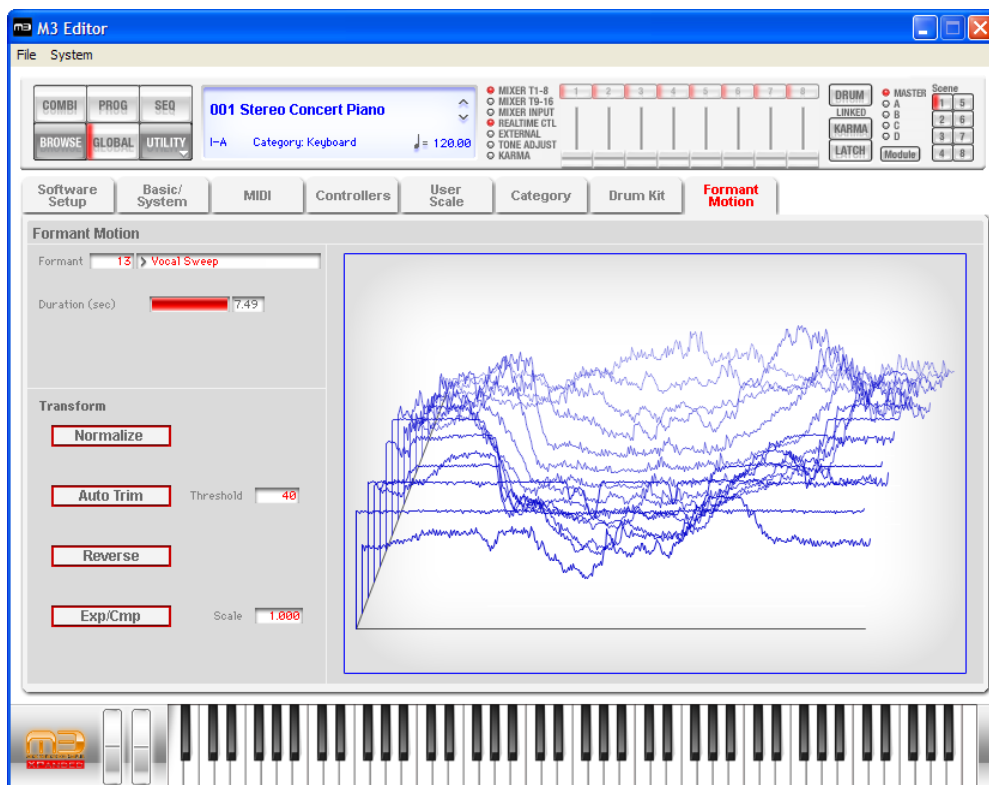 M3 Editor
File System
COMBI PROG SEQ
BROWSE GLOBAL UTILITY
001 Stereo Concert Piano
I-A Category: Keyboard ♩= 120.00
MIXER T1-8
MIXER T9-16
MIXER INPUT
REALTIME CTL
EXTERNAL
TONE ADJUST
KARMA
1 2 3 4 5 6 7 8
DRUM
LINKED
KARMA
LATCH
MASTER
A
B
C
D
Module
Scene
1 5
2 6
3 7
4 8
Software Setup
Basic/ System
MIDI
Controllers
User Scale
Category
Drum Kit
Formant Motion
Formant Motion
Formant 13 Vocal Sweep
Duration (sec) 7.49
Transform
Normalize
Auto Trim Threshold 40
Reverse
Exp/Cmp Scale 1.000
m3
XPANDED